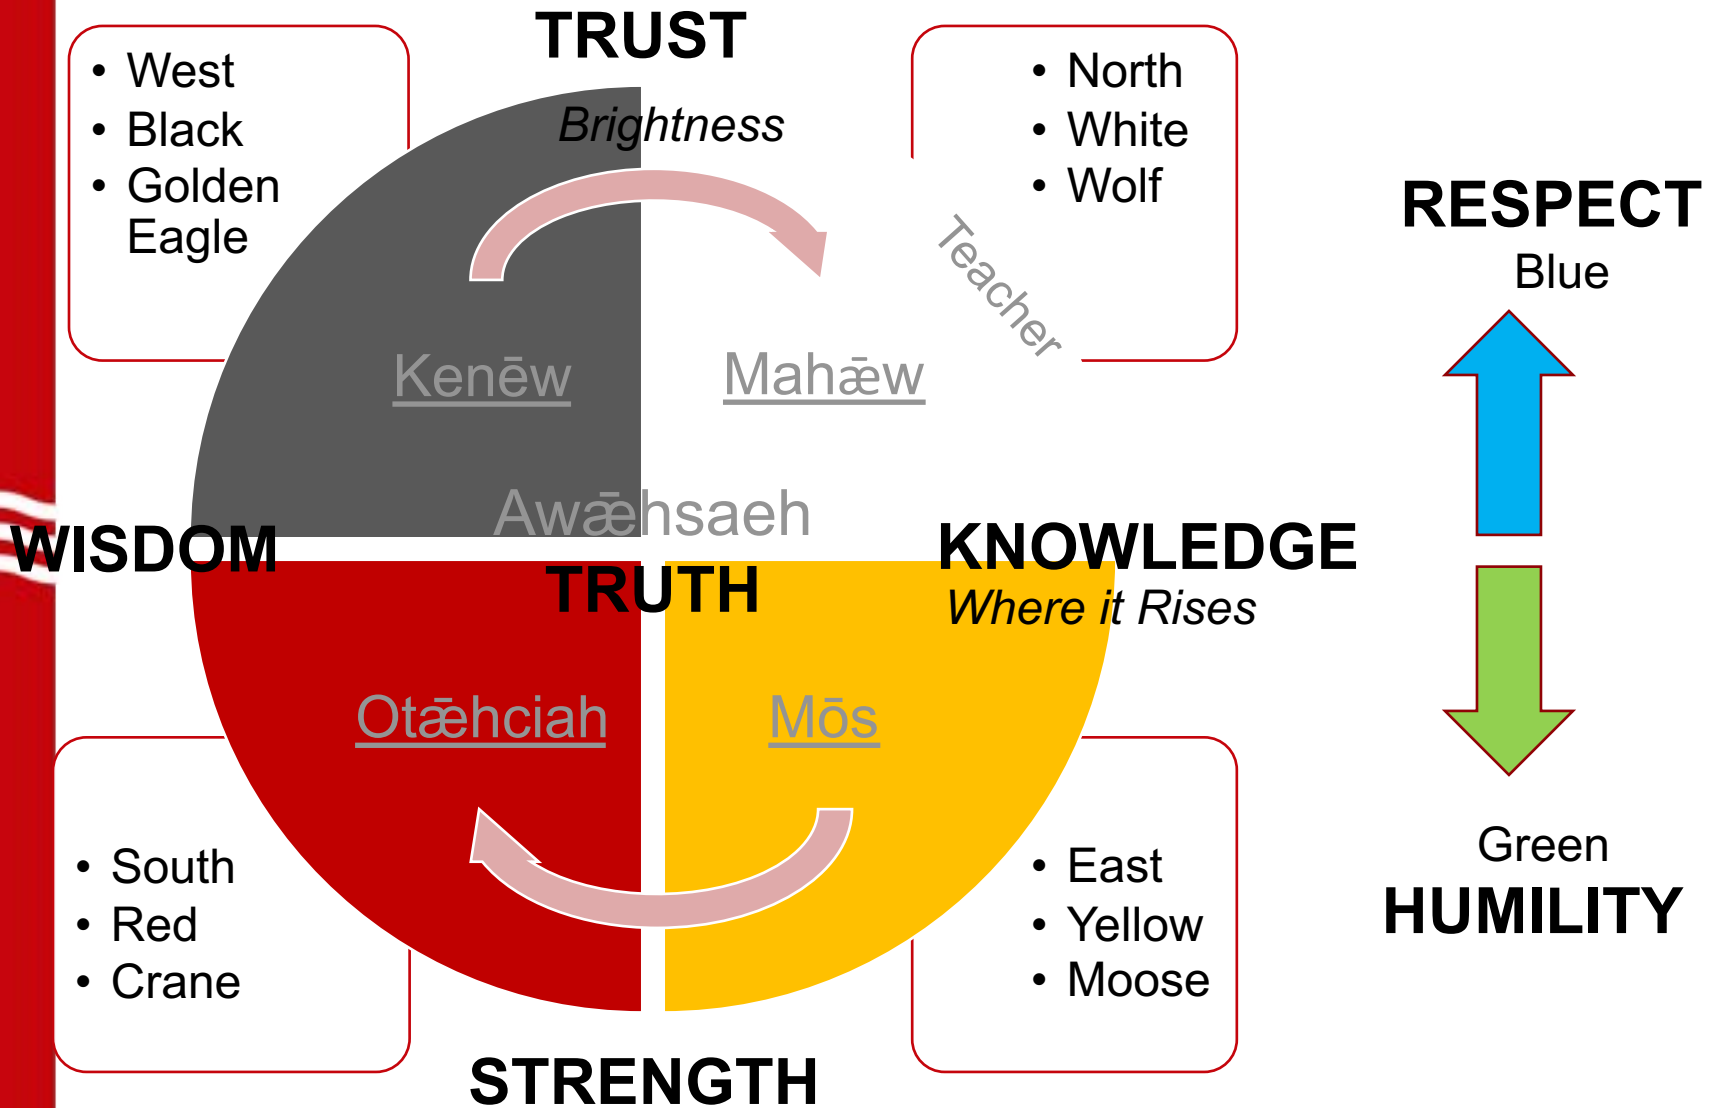 TRUST
Brightness
• West
• Black
• Golden
Eagle
• North
• White
• Wolf
Teacher
RESPECT
Blue
Kenēw
Mahǣw
Awǣhsaeh
WISDOM
TRUTH
KNOWLEDGE
Where it Rises
Otǣhciah
Mōs
• South
• Red
• Crane
• East
• Yellow
• Moose
Green
HUMILITY
STRENGTH